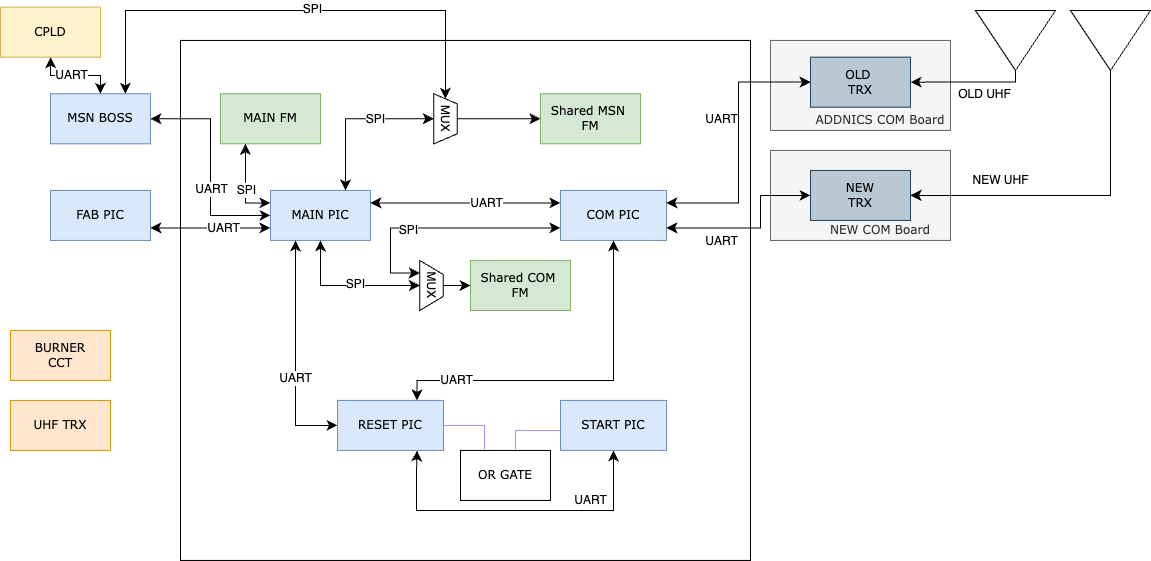 SPI
CPLD
UART
MSN BOSS
MAIN FM
SPI
MUX
Shared MSN
FM
UART
OLD
TRX
ADDNICS COM Board
OLD UHF
UART
SPI
FAB PIC
UART
MAIN PIC
UART
COM PIC
NEW
TRX
NEW COM Board
NEW UHF
UART
SPI
SPI
MUX
Shared COM
FM
BURNER
CCT
UART
UART
UHF TRX
RESET PIC
START PIC
OR GATE
UART